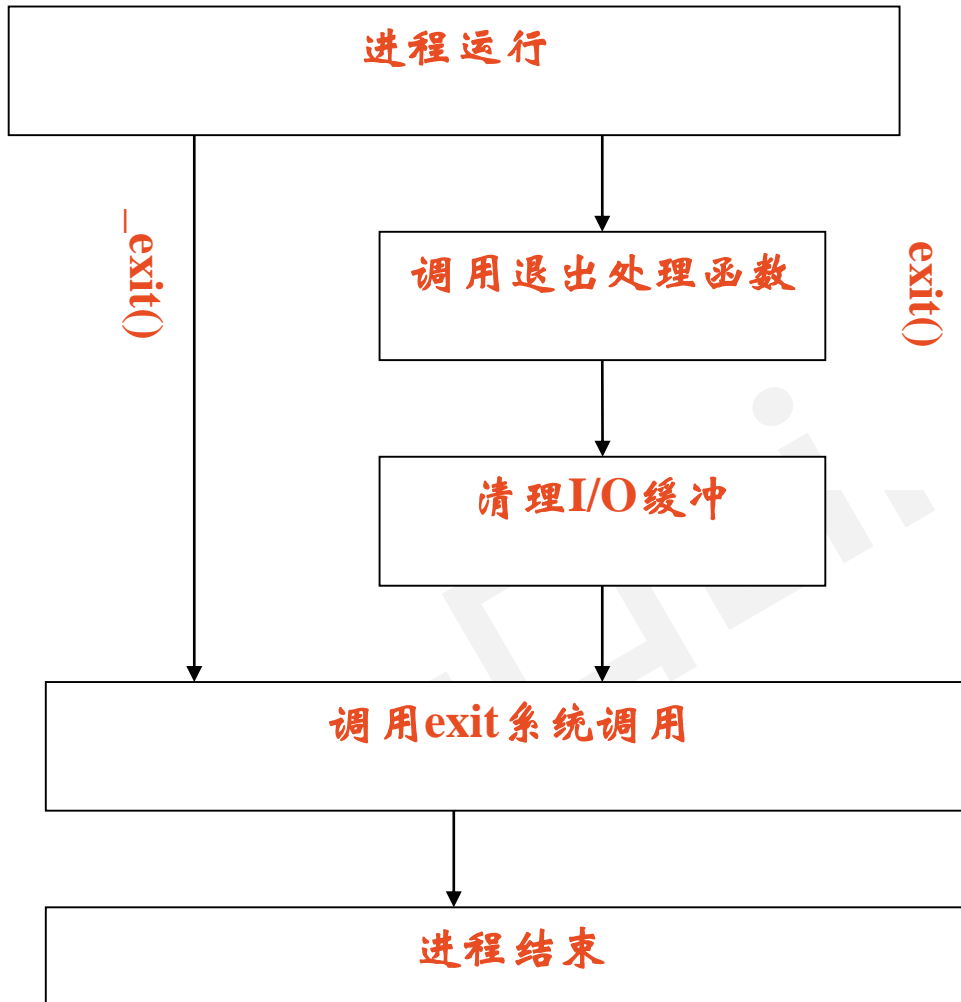 进程运行
_exit()
调用退出处理函数
exit()
清理I/O缓冲
调用exit系统调用
进程结束